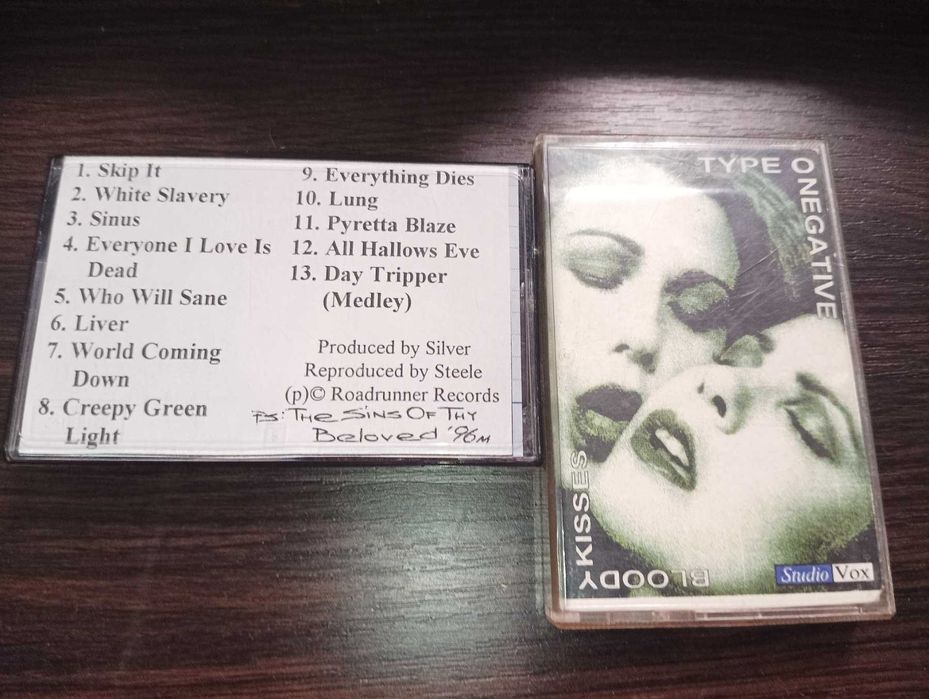 1. Skip It
2. White Slavery
3. Sinus
4. Everyone I Love Is
Dead
5. Who Will Sane
6. Liver
7. World Coming
Down
8. Creepy Green
Light
9. Everything Dies
10. Lung
11. Pyretta Blaze
12. All Hallows Eve
13. Day Tripper
(Medley)
Produced by Silver
Reproduced by Steele
(p)© Roadrunner Records
PS: THE SINS OF THY
Beloved '96M
TYPE O NEGATIVE
BLOODY KISSES
Studio Vox